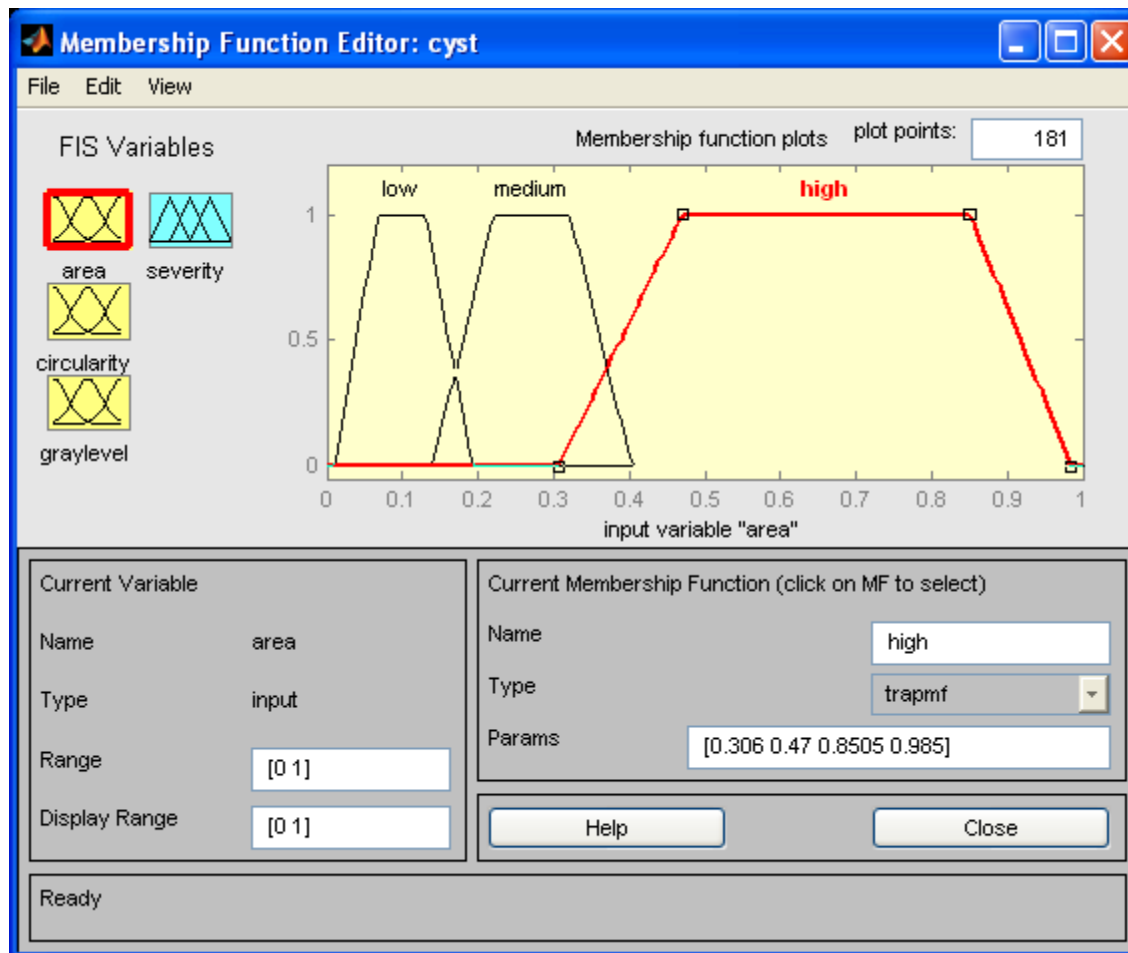 Membership Function Editor: cyst
File Edit View
FIS Variables
Membership function plots plot points: 181
low medium high
area severity
circularity
graylevel
1
0.5
0
0 0.1 0.2 0.3 0.4 0.5 0.6 0.7 0.8 0.9 1
input variable "area"
Current Variable
Name area
Type input
Range [0 1]
Display Range [0 1]
Current Membership Function (click on MF to select)
Name high
Type trapmf
Params [0.306 0.47 0.8505 0.985]
Help Close
Ready